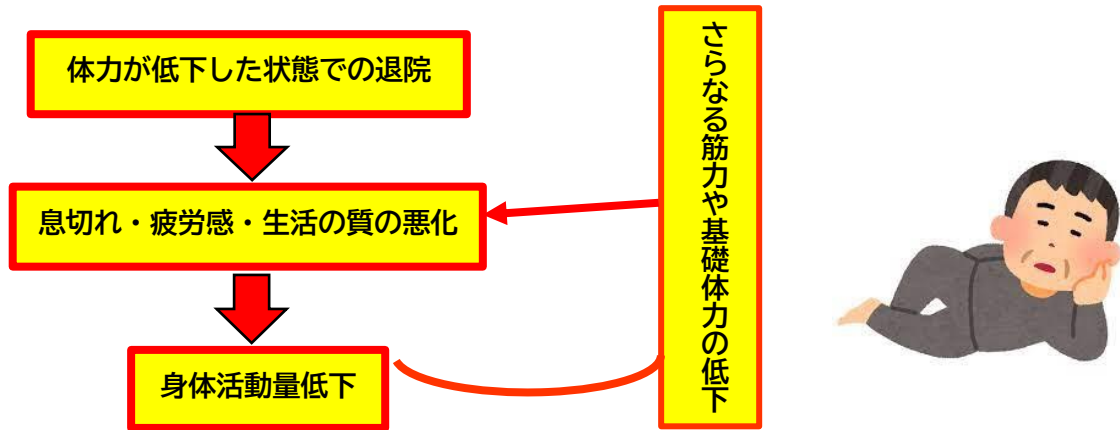 体力が低下した状態での退院
息切れ・疲労感・生活の質の悪化
身体活動量低下
さらなる筋力や基礎体力の低下